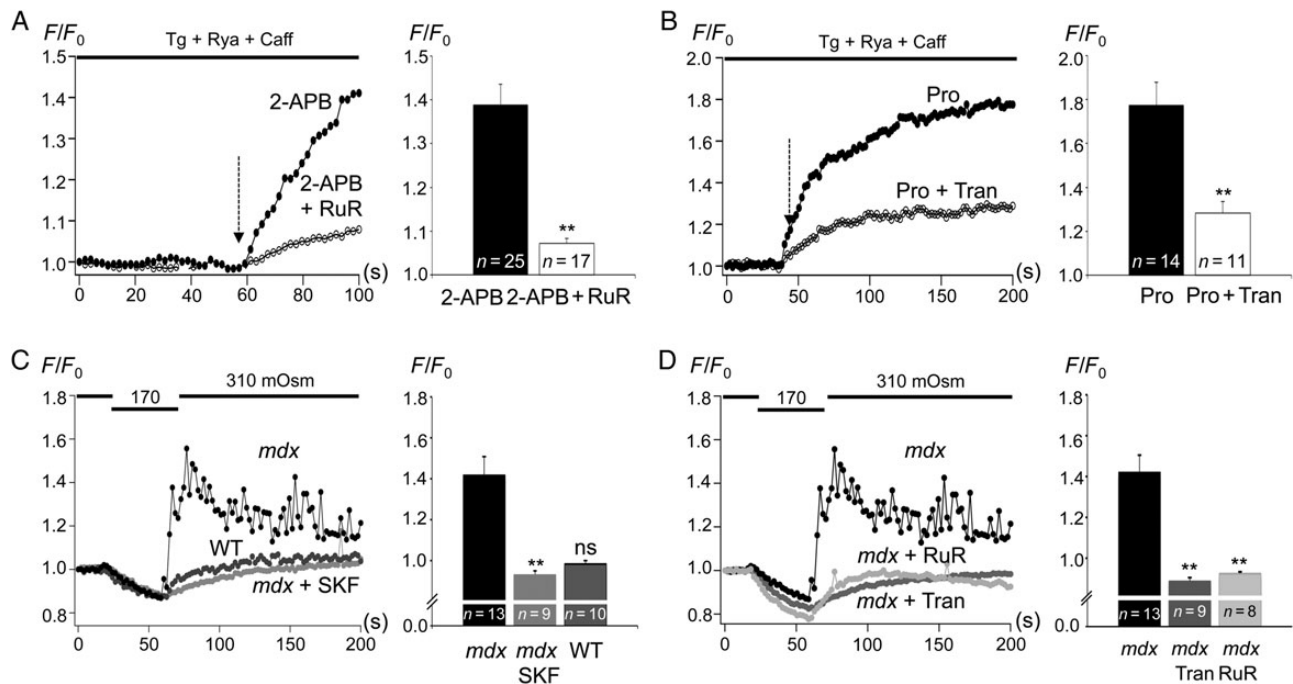 A
F/F0
Tg + Rya + Caff
1.5
1.4
1.3
1.2
1.1
1.0
2-APB
2-APB
+ RuR
0 20 40 60 80 100
(s)
F/F0
1.5
1.4
1.3
1.2
1.1
1.0
**
n = 25
n = 17
2-APB 2-APB + RuR
B
F/F0
Tg + Rya + Caff
2.0
1.8
1.6
1.4
1.2
1.0
Pro
Pro + Tran
0 50 100 150 200
(s)
F/F0
2.0
1.8
1.6
1.4
1.2
1.0
**
n = 14
n = 11
Pro Pro + Tran
C
F/F0
310 mOsm
170
1.8
1.6
1.4
1.2
1.0
0.8
mdx
WT
mdx + SKF
0 50 100 150 200
(s)
F/F0
1.8
1.6
1.4
1.2
1.0
0.0
**
ns
n = 13
n = 9
n = 10
mdx mdx WT
SKF
D
F/F0
310 mOsm
170
1.8
1.6
1.4
1.2
1.0
0.8
mdx
mdx + RuR
mdx + Tran
0 50 100 150 200
(s)
F/F0
1.8
1.6
1.4
1.2
1.0
0.0
**
**
n = 13
n = 9
n = 8
mdx mdx mdx
Tran RuR